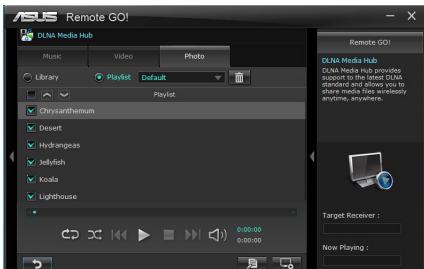 ASUS Remote GO!
DLNA Media Hub
Music Video Photo
Library Playlist Default
Playlist
Chrysanthemum
Desert
Hydrangeas
Jellyfish
Koala
Lighthouse
0:00:00
0:00:00
Remote GO!
DLNA Media Hub
DLNA Media Hub provides
support to the latest DLNA
standard and allows you to
share media files wirelessly
anytime, anywhere.
Target Receiver :
Now Playing :